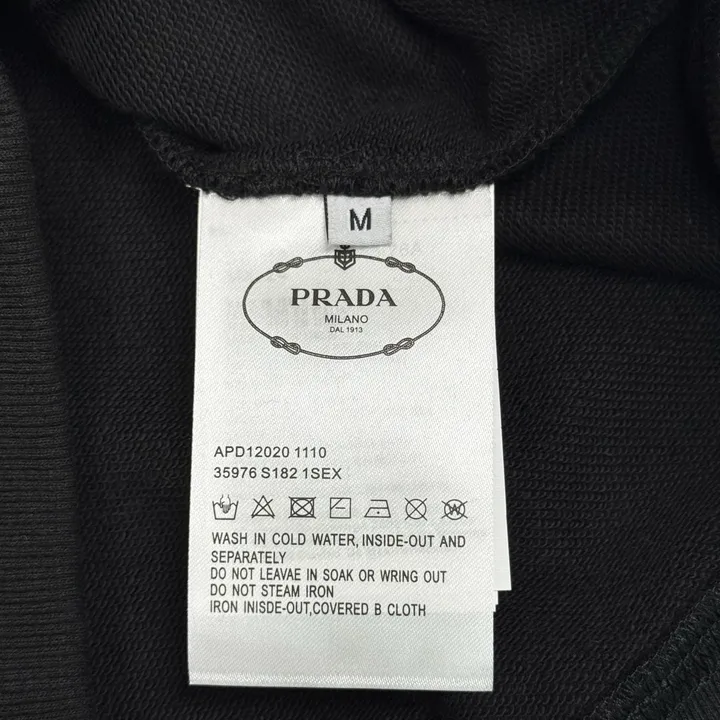 M
PRADA
MILANO
DAL 1913
APD12020 1110
35976 S182 1SEX
WASH IN COLD WATER, INSIDE-OUT AND
SEPARATELY
DO NOT LEAVAE IN SOAK OR WRING OUT
DO NOT STEAM IRON
IRON INISDE-OUT,COVERED B CLOTH